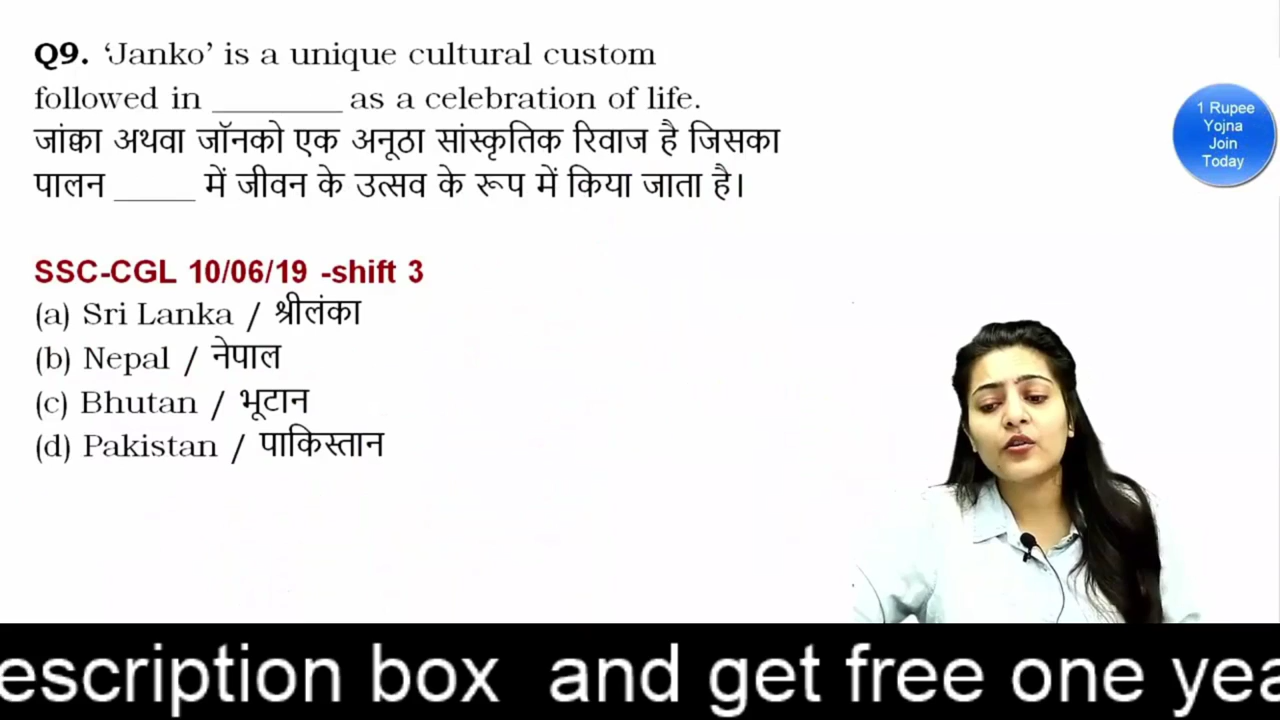 Q9. ‘Janko’ is a unique cultural custom
followed in ________ as a celebration of life.
जांक्वा अथवा जॉनको एक अनूठा सांस्कृतिक रिवाज है जिसका
पालन _____ में जीवन के उत्सव के रूप में किया जाता है।
1 Rupee
Yojna
Join
Today
SSC-CGL 10/06/19 -shift 3
(a) Sri Lanka / श्रीलंका
(b) Nepal / नेपाल
(c) Bhutan / भूटान
(d) Pakistan / पाकिस्तान
escription box and get free one yea